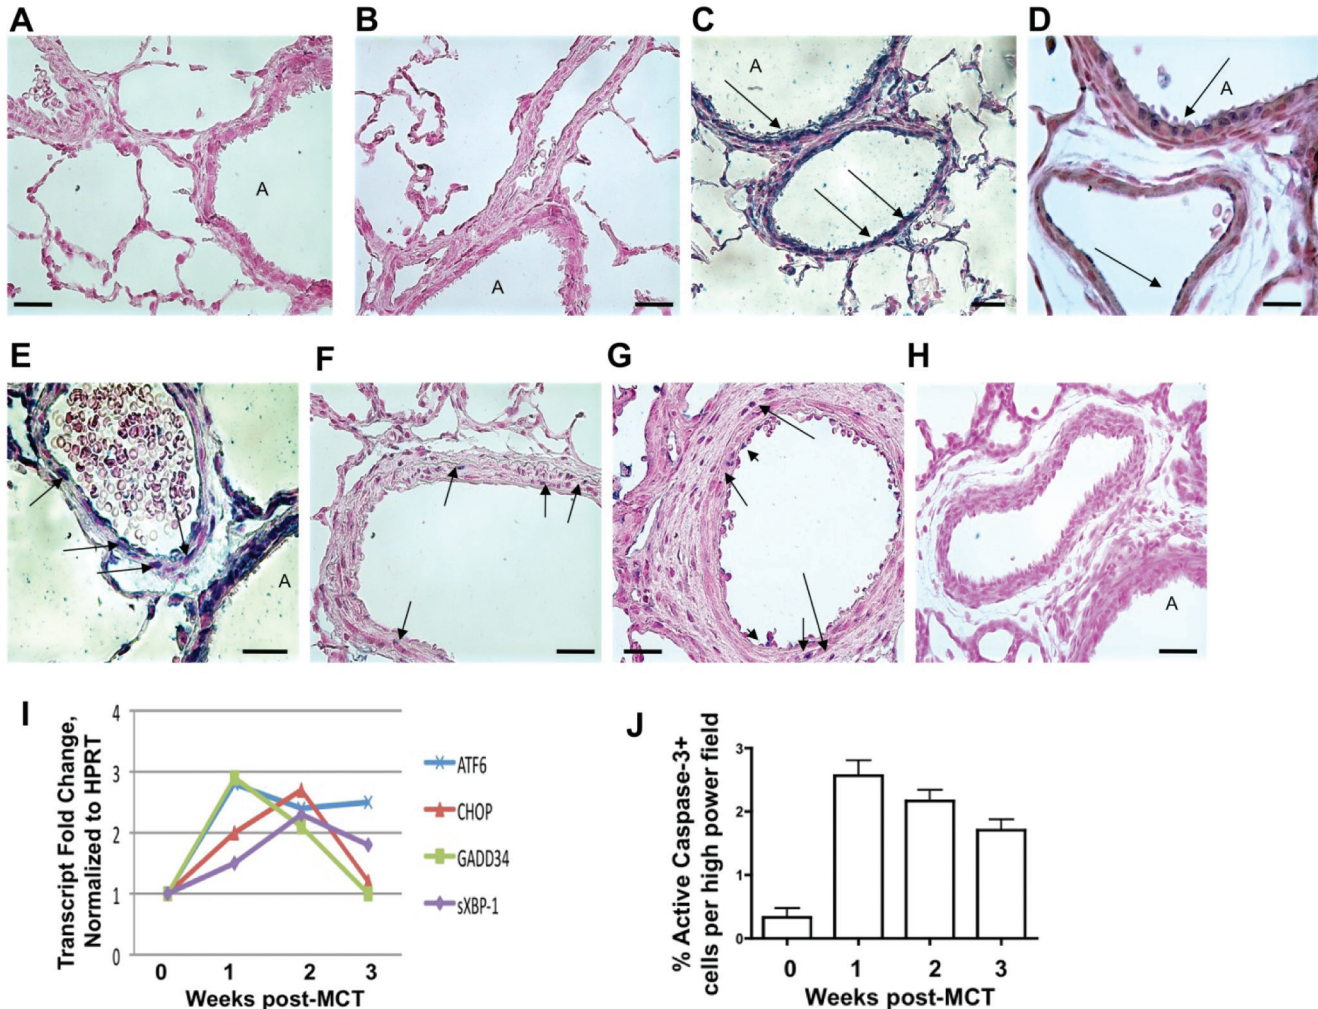 A
B
C
D
A
A
A
A
E
F
G
H
A
A
I
Transcript Fold Change,
Normalized to HPRT
4
3
2
1
0
0 1 2 3
Weeks post-MCT
ATF6
CHOP
GADD34
sXBP-1
J
% Active Caspase-3+
cells per high power field
3
2
1
0
0 1 2 3
Weeks post-MCT